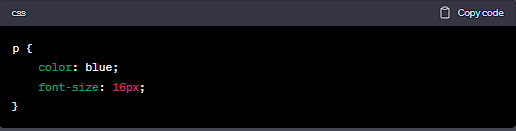 css
Copy code
p {
    color: blue;
    font-size: 16px;
}